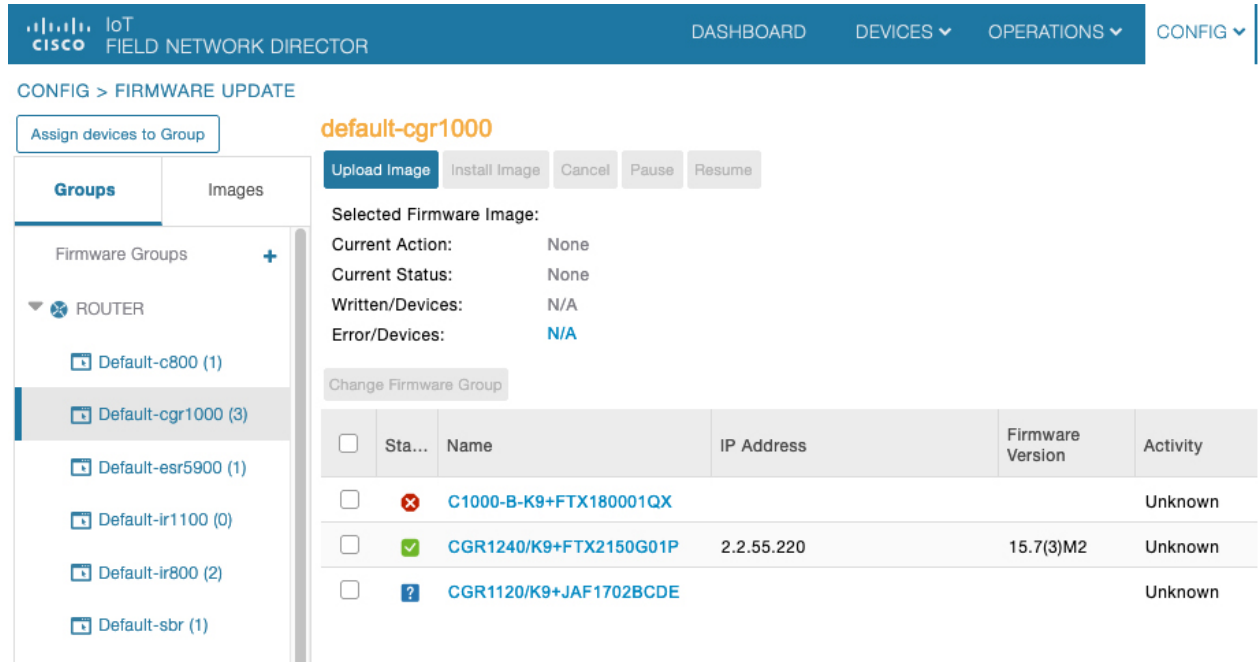 IoT
CISCO FIELD NETWORK DIRECTOR
DASHBOARD DEVICES OPERATIONS CONFIG
CONFIG > FIRMWARE UPDATE
Assign devices to Group
Groups Images
Firmware Groups +
ROUTER
Default-c800 (1)
Default-cgr1000 (3)
Default-esr5900 (1)
Default-ir1100 (0)
Default-ir800 (2)
Default-sbr (1)
default-cgr1000
Upload Image Install Image Cancel Pause Resume
Selected Firmware Image:
Current Action: None
Current Status: None
Written/Devices: N/A
Error/Devices: N/A
Change Firmware Group
Sta... Name IP Address Firmware Version Activity
C1000-B-K9+FTX180001QX Unknown
CGR1240/K9+FTX2150G01P 2.2.55.220 15.7(3)M2 Unknown
? CGR1120/K9+JAF1702BCDE Unknown